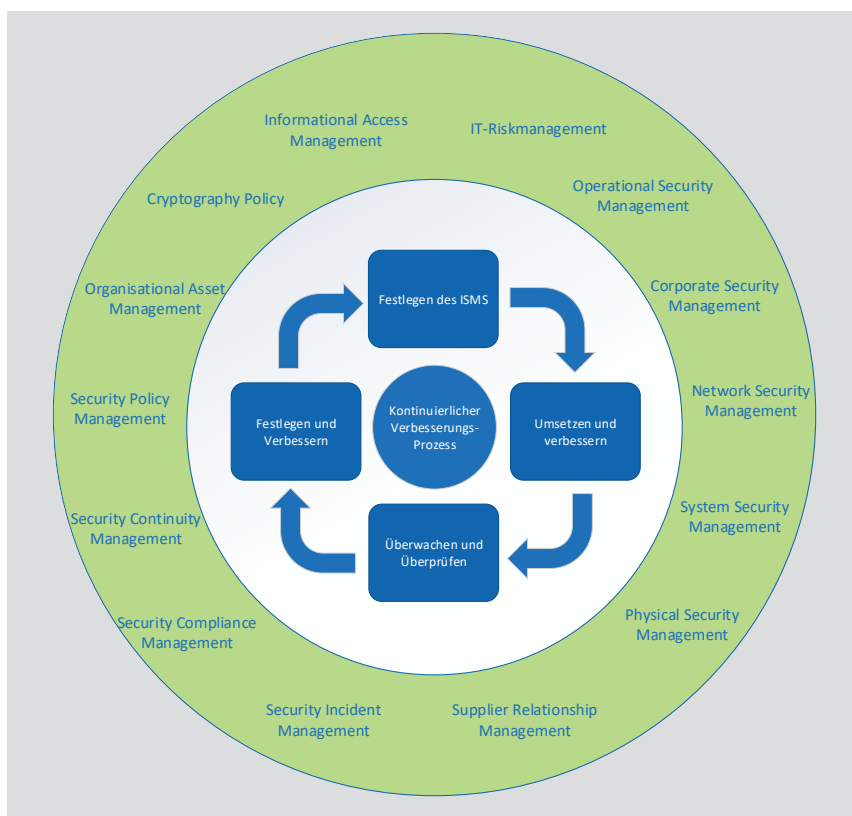 Informational Access
Management
IT-Riskmanagement
Operational Security
Management
Cryptography Policy
Corporate Security
Management
Organisational Asset
Management
Network Security
Management
Security Policy
Management
System Security
Management
Security Continuity
Management
Physical Security
Management
Security Compliance
Management
Supplier Relationship
Management
Security Incident
Management
Festlegen des ISMS
Umsetzen und
verbessern
Überwachen und
Überprüfen
Festlegen und
Verbessern
Kontinuierlicher
Verbesserungs-
Prozess